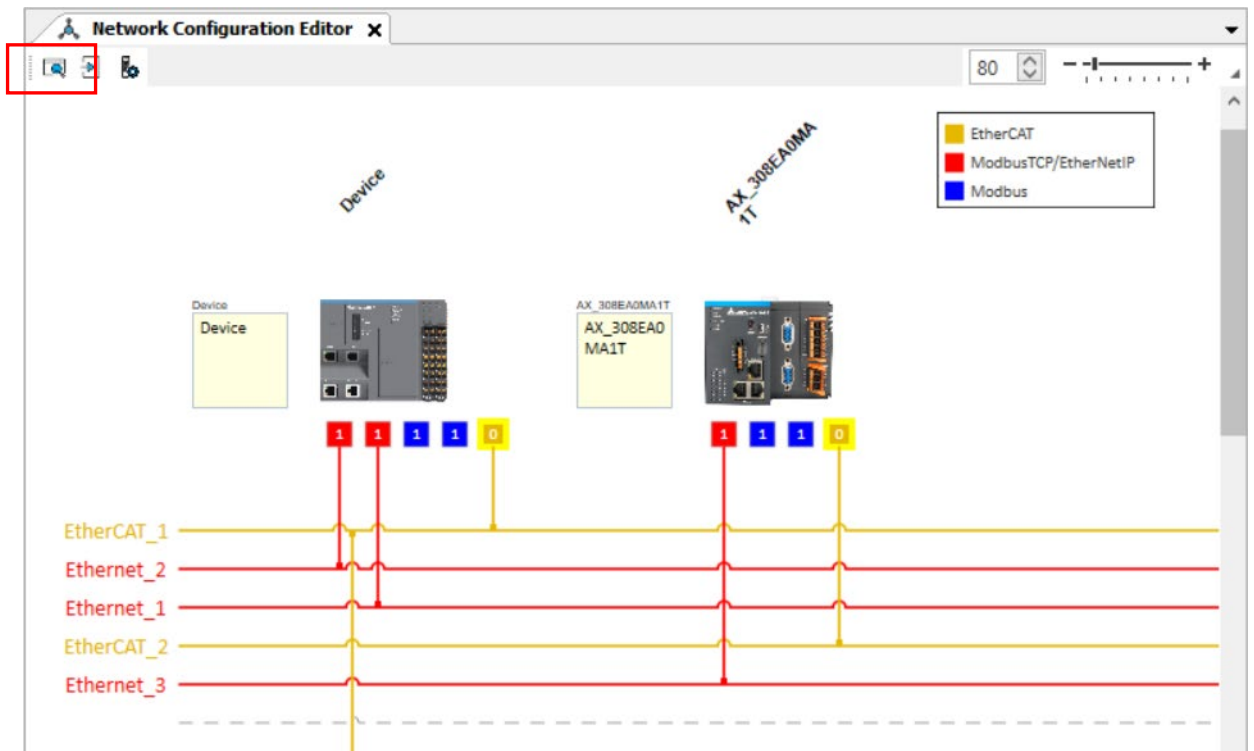 Network Configuration Editor
80
EtherCAT
ModbusTCP/EtherNetIP
Modbus
Device
AX_308EA0MA
1T
Device
Device
AX_308EA0MA1T
AX_308EA0
MA1T
1 1 1 1 0
1 1 1 0
EtherCAT_1
Ethernet_2
Ethernet_1
EtherCAT_2
Ethernet_3